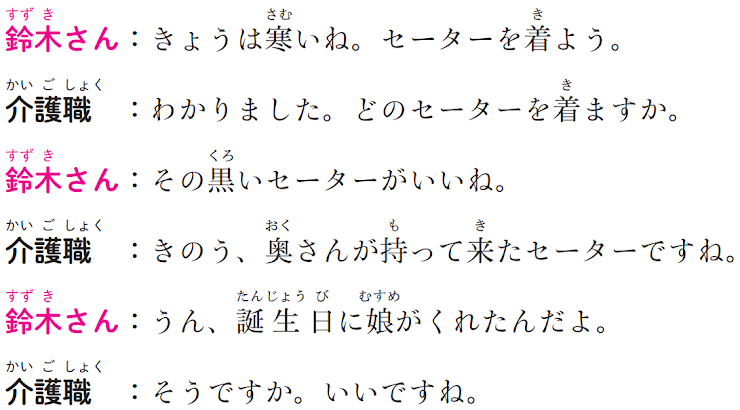 鈴木さん：きょうは寒いね。セーターを着よう。
介護職：わかりました。どのセーターを着ますか。
鈴木さん：その黒いセーターがいいね。
介護職：きのう、奥さんが持って来たセーターですね。
鈴木さん：うん、誕生日に娘がくれたんだよ。
介護職：そうですか。いいですね。